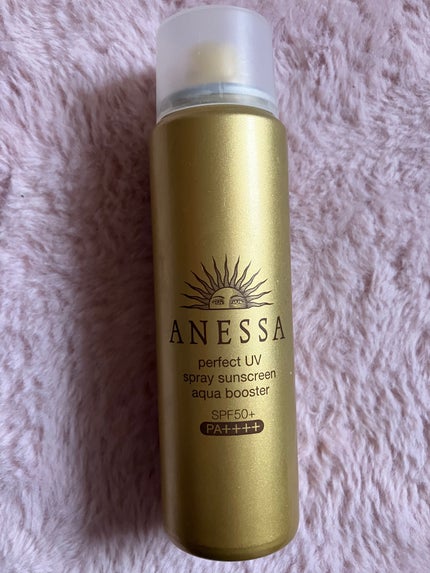 ANESSA
perfect UV
spray sunscreen
aqua booster
SPF50+
PA++++